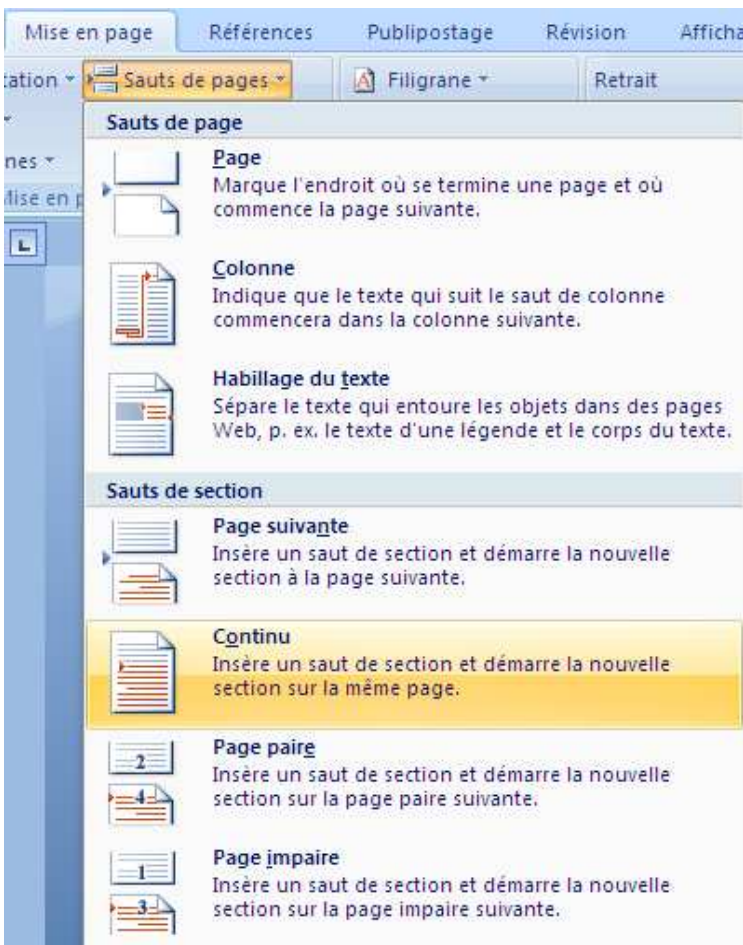 Mise en page Références Publipostage Révision Afficha
tation Sauts de pages Filigrane Retrait
Sauts de page
nes
Mise en p
Page
Marque l'endroit où se termine une page et où
commence la page suivante.
L
Colonne
Indique que le texte qui suit le saut de colonne
commencera dans la colonne suivante.
Habillage du texte
Sépare le texte qui entoure les objets dans des pages
Web, p. ex. le texte d'une légende et le corps du texte.
Sauts de section
Page suivante
Insère un saut de section et démarre la nouvelle
section à la page suivante.
Continu
Insère un saut de section et démarre la nouvelle
section sur la même page.
2
4
Page paire
Insère un saut de section et démarre la nouvelle
section sur la page paire suivante.
1
3
Page impaire
Insère un saut de section et démarre la nouvelle
section sur la page impaire suivante.